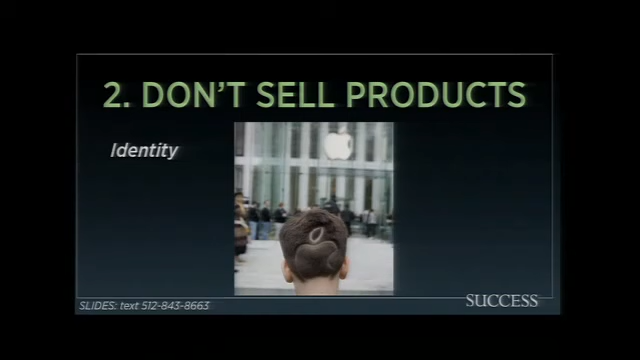 2. DON'T SELL PRODUCTS
Identity
SLIDES: text 512-843-8663
SUCCESS